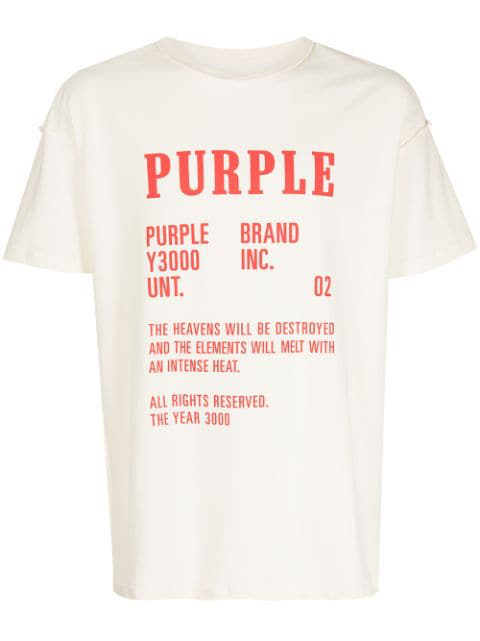 PURPLE
PURPLE BRAND
Y3000 INC.
UNT. 02
THE HEAVENS WILL BE DESTROYED
AND THE ELEMENTS WILL MELT WITH
AN INTENSE HEAT.
ALL RIGHTS RESERVED.
THE YEAR 3000